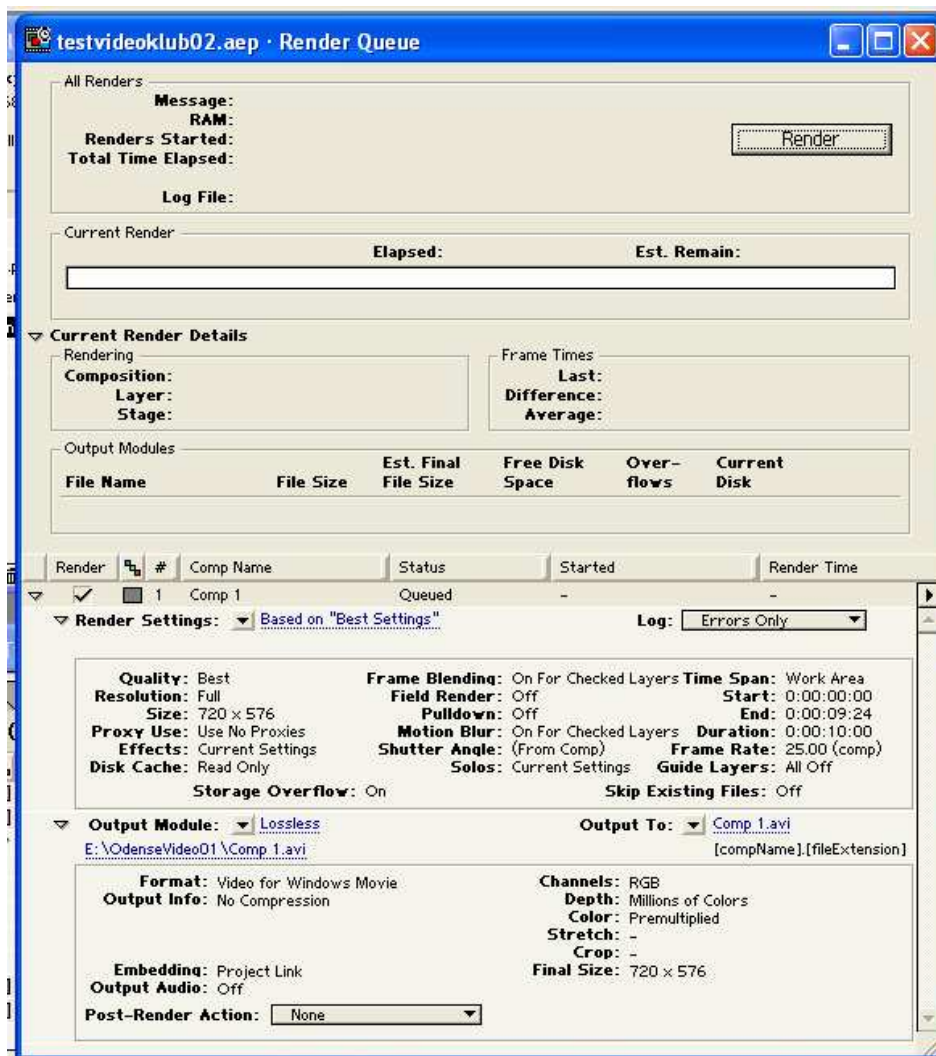 testvideoklub02.aep · Render Queue
All Renders
Message:
RAM:
Renders Started:
Total Time Elapsed:
Log File:
Render
Current Render
Elapsed: Est. Remain:
Current Render Details
Rendering
Composition:
Layer:
Stage:
Frame Times
Last:
Difference:
Average:
Output Modules
File Name File Size Est. Final File Size Free Disk Space Over-flows Current Disk
Render # Comp Name Status Started Render Time
1 Comp 1 Queued - -
Render Settings: Based on "Best Settings" Log: Errors Only
Quality: Best Frame Blending: On For Checked Layers Time Span: Work Area
Resolution: Full Field Render: Off Start: 0:00:00:00
Size: 720 x 576 Pulldown: Off End: 0:00:09:24
Proxy Use: Use No Proxies Motion Blur: On For Checked Layers Duration: 0:00:10:00
Effects: Current Settings Shutter Angle: (From Comp) Frame Rate: 25.00 (comp)
Disk Cache: Read Only Solos: Current Settings Guide Layers: All Off
Storage Overflow: On Skip Existing Files: Off
Output Module: Lossless Output To: Comp 1.avi
E:\OdenseVideo01\Comp 1.avi [compName].[fileExtension]
Format: Video for Windows Movie Channels: RGB
Output Info: No Compression Depth: Millions of Colors
Color: Premultiplied
Stretch: -
Crop: -
Embedding: Project Link Final Size: 720 x 576
Output Audio: Off
Post-Render Action: None